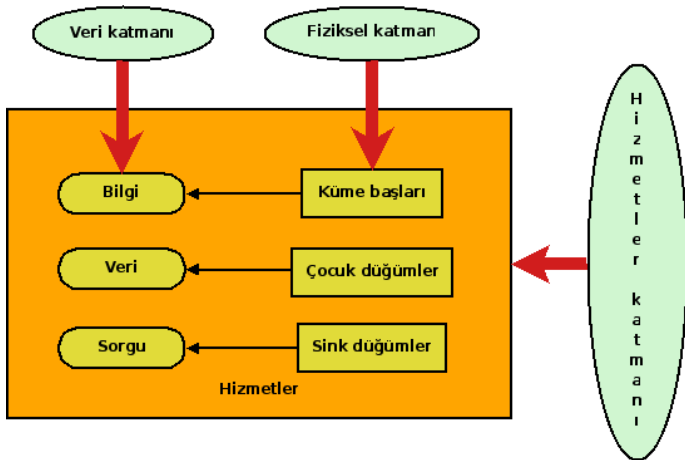 Veri katmanı
Fiziksel katman
Hizmetler katmanı
Bilgi
Küme başları
Veri
Çocuk düğümler
Sorgu
Sink düğümler
Hizmetler